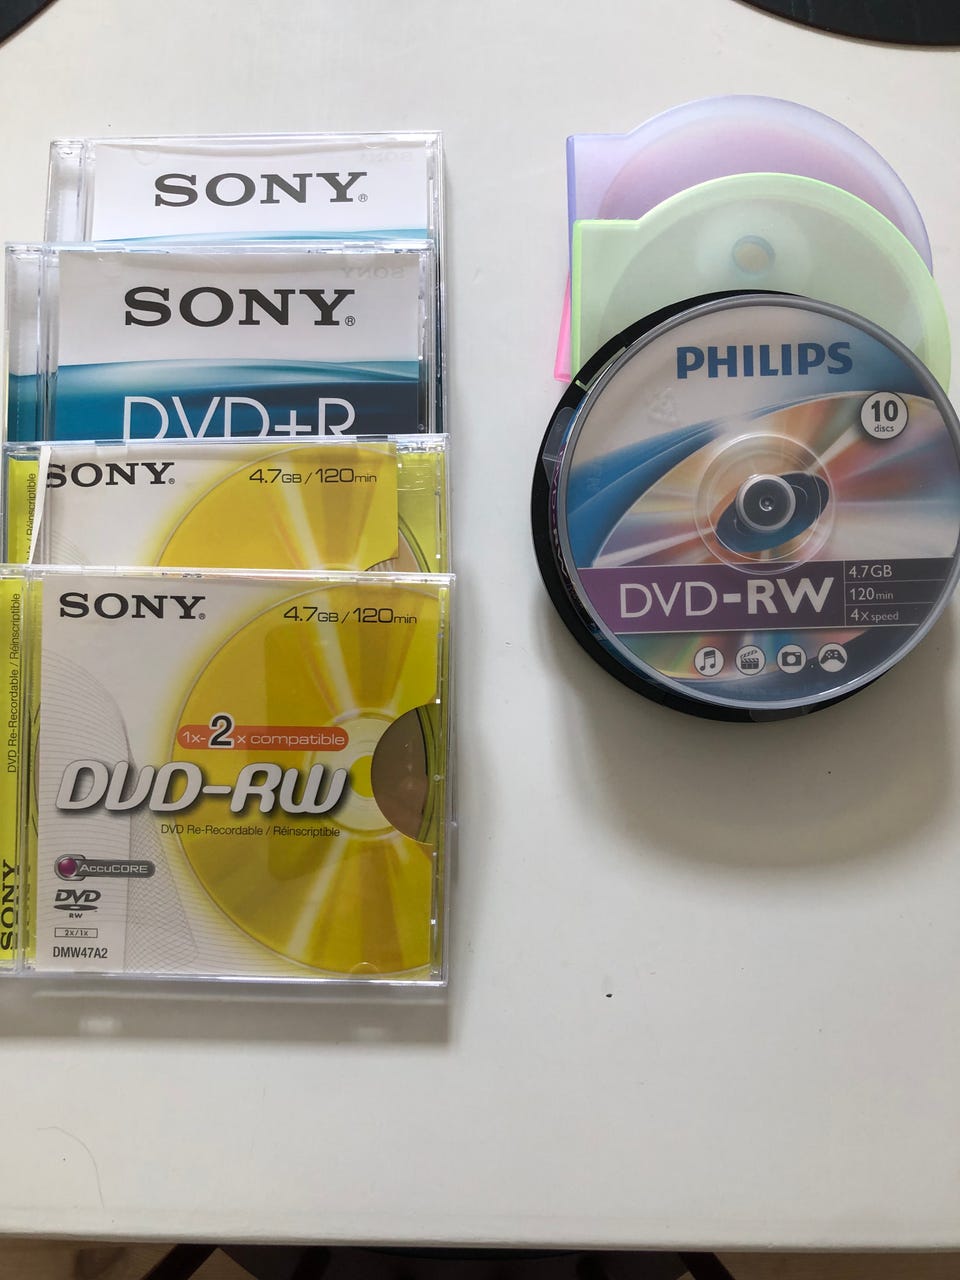 SONY®
SONY®
DVD+R
SONY®
4.7GB / 120min
SONY®
4.7GB / 120min
1x-2x compatible
DVD-RW
DVD Re-Recordable / Réinscriptible
AccuCORE
DVD
RW
2x/1x
DMW47A2
DVD Re-Recordable / Réinscriptible
SONY
PHILIPS
10
discs
DVD-RW
4.7GB
120min
4x speed